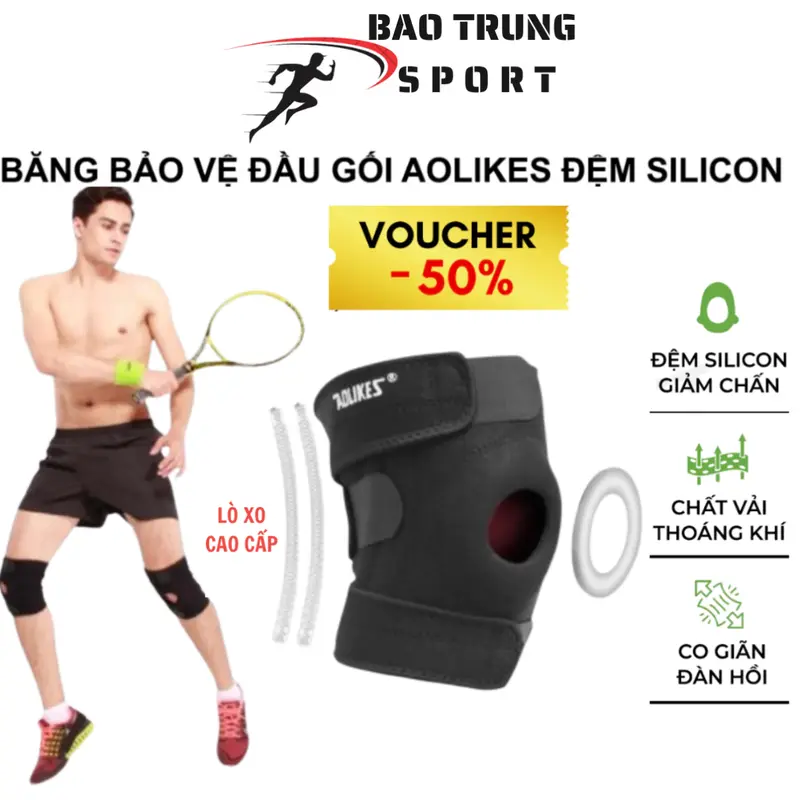 BAO TRUNG
SPORT
BĂNG BẢO VỆ ĐẦU GỐI AOLIKES ĐỆM SILICON
VOUCHER
- 50%
AOLIKES ®
LÒ XO
CAO CẤP
ĐỆM SILICON
GIẢM CHẤN
CHẤT VẢI
THOÁNG KHÍ
CO GIÃN
ĐÀN HỒI